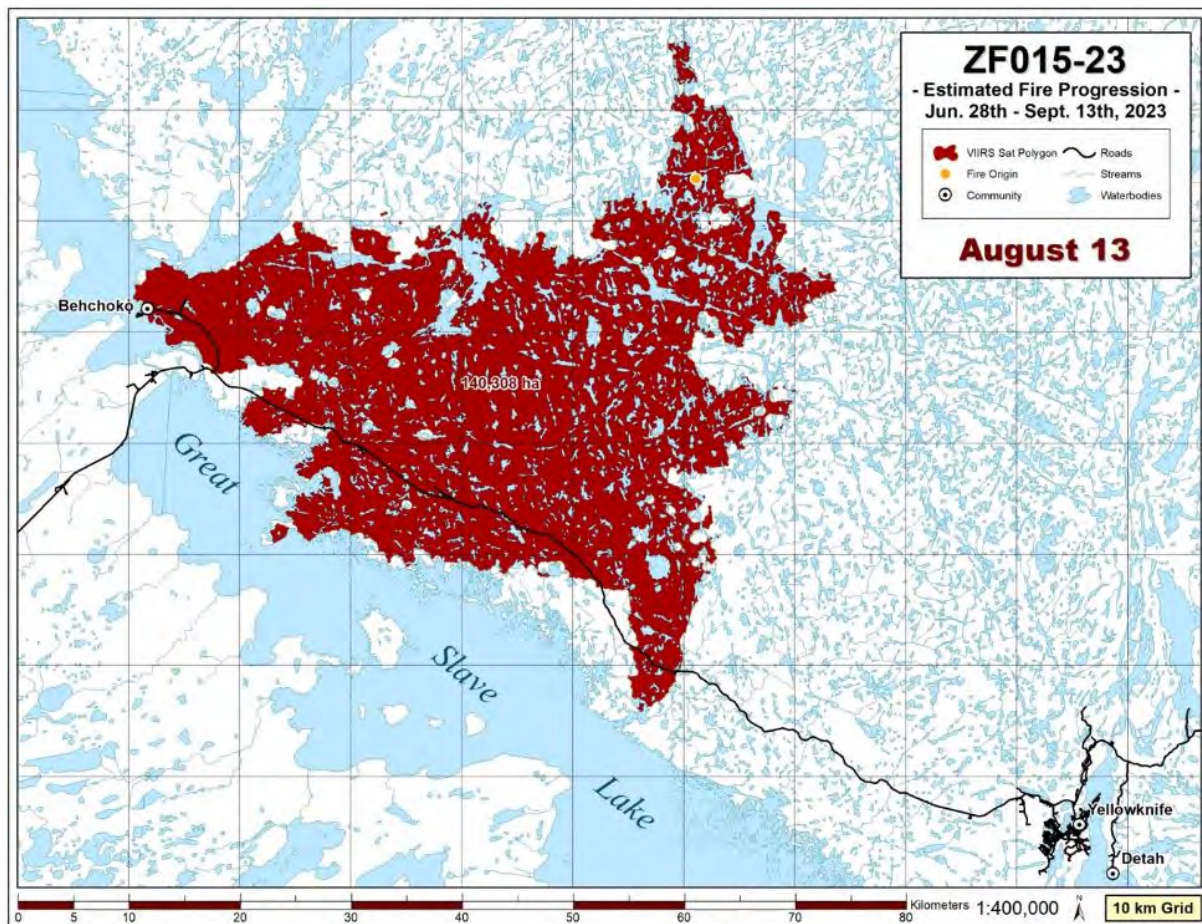 ZF015-23
- Estimated Fire Progression -
Jun. 28th - Sept. 13th, 2023
VIIRS Sat Polygon
Roads
Fire Origin
Streams
Community
Waterbodies
August 13
Behchokǫ
140,308 ha
Great
Slave
Lake
Yellowknife
Detah
0 5 10 20 30 40 50 60 70 80
Kilometers
1:400,000
N
10 km Grid